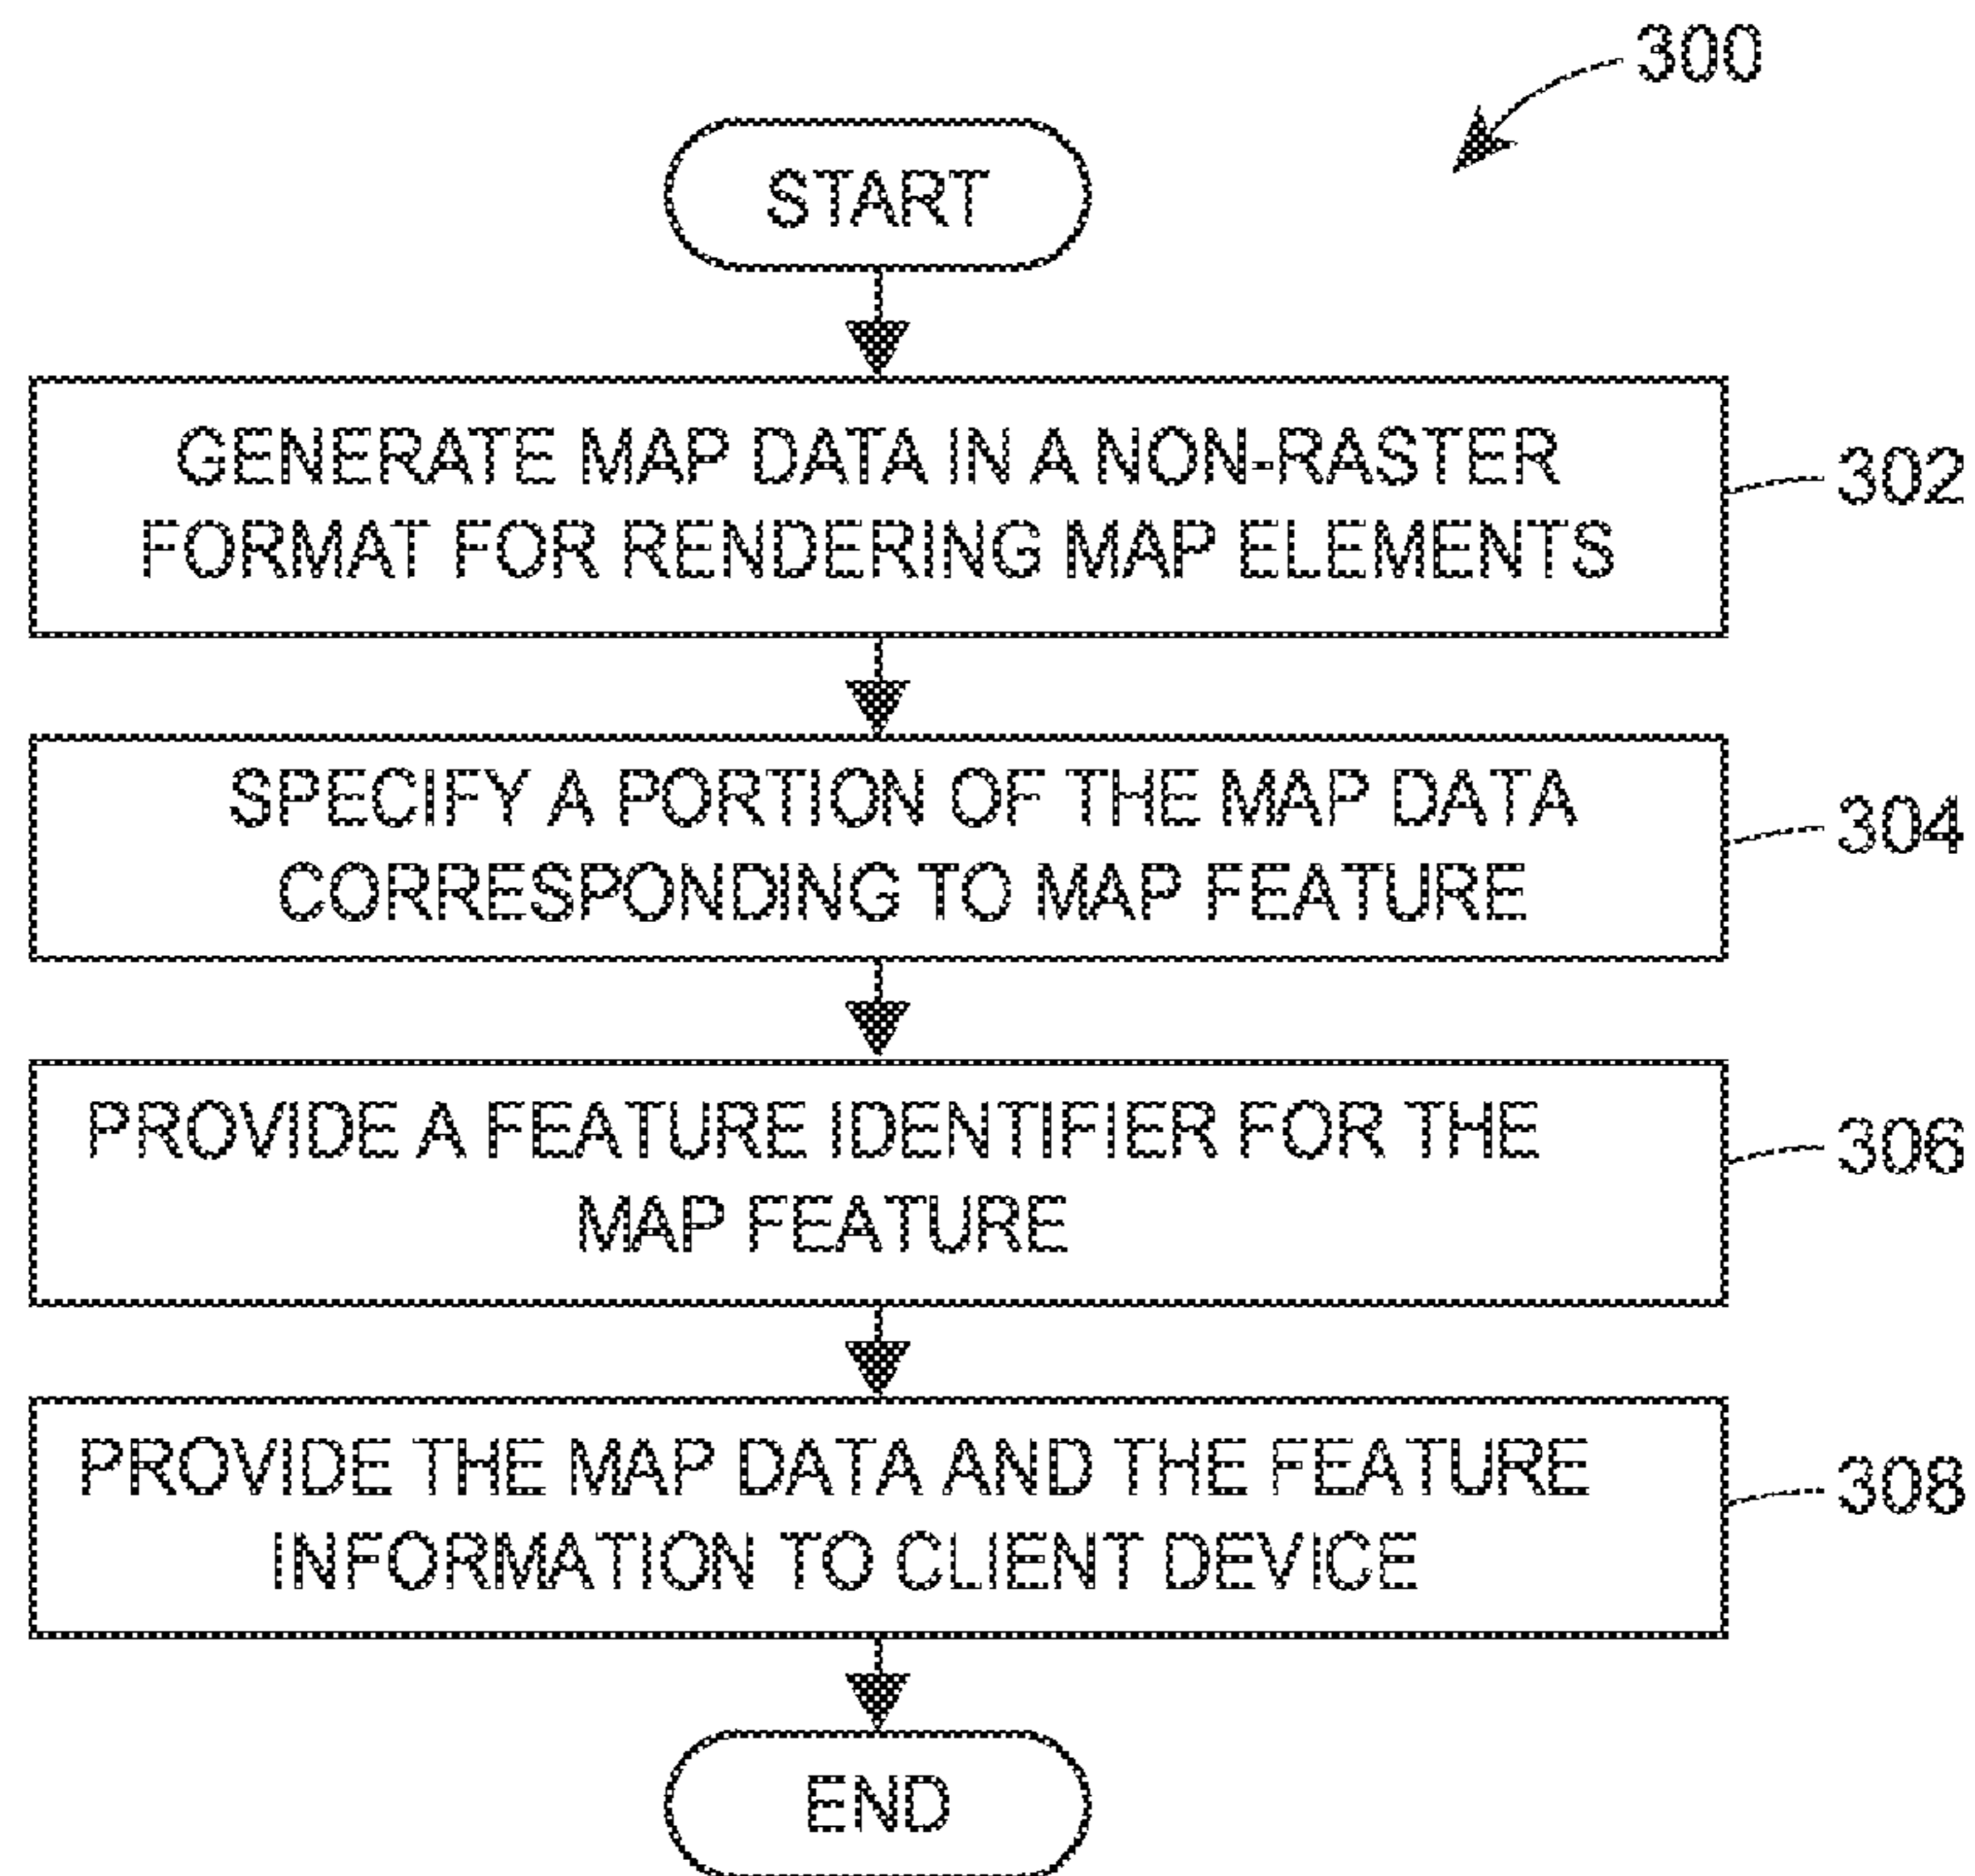 300
START
GENERATE MAP DATA IN A NON-RASTER
FORMAT FOR RENDERING MAP ELEMENTS
302
SPECIFY A PORTION OF THE MAP DATA
CORRESPONDING TO MAP FEATURE
304
PROVIDE A FEATURE IDENTIFIER FOR THE
MAP FEATURE
306
PROVIDE THE MAP DATA AND THE FEATURE
INFORMATION TO CLIENT DEVICE
308
END